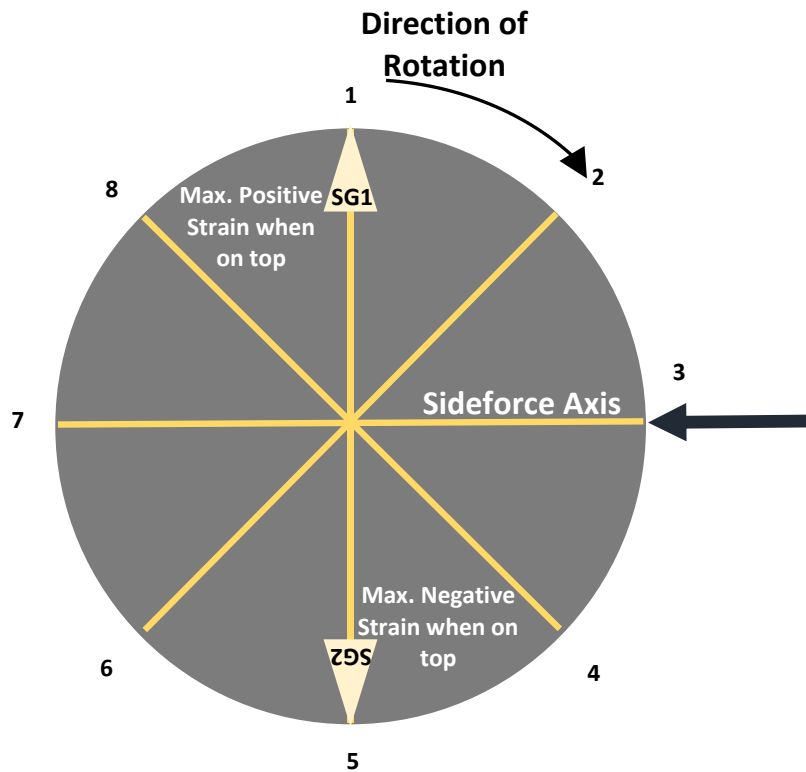 Direction of
Rotation
1
2
8
Max. Positive
Strain when
on top
SG1
3
Sideforce Axis
7
Max. Negative
Strain when on
top
SG2
6
4
5